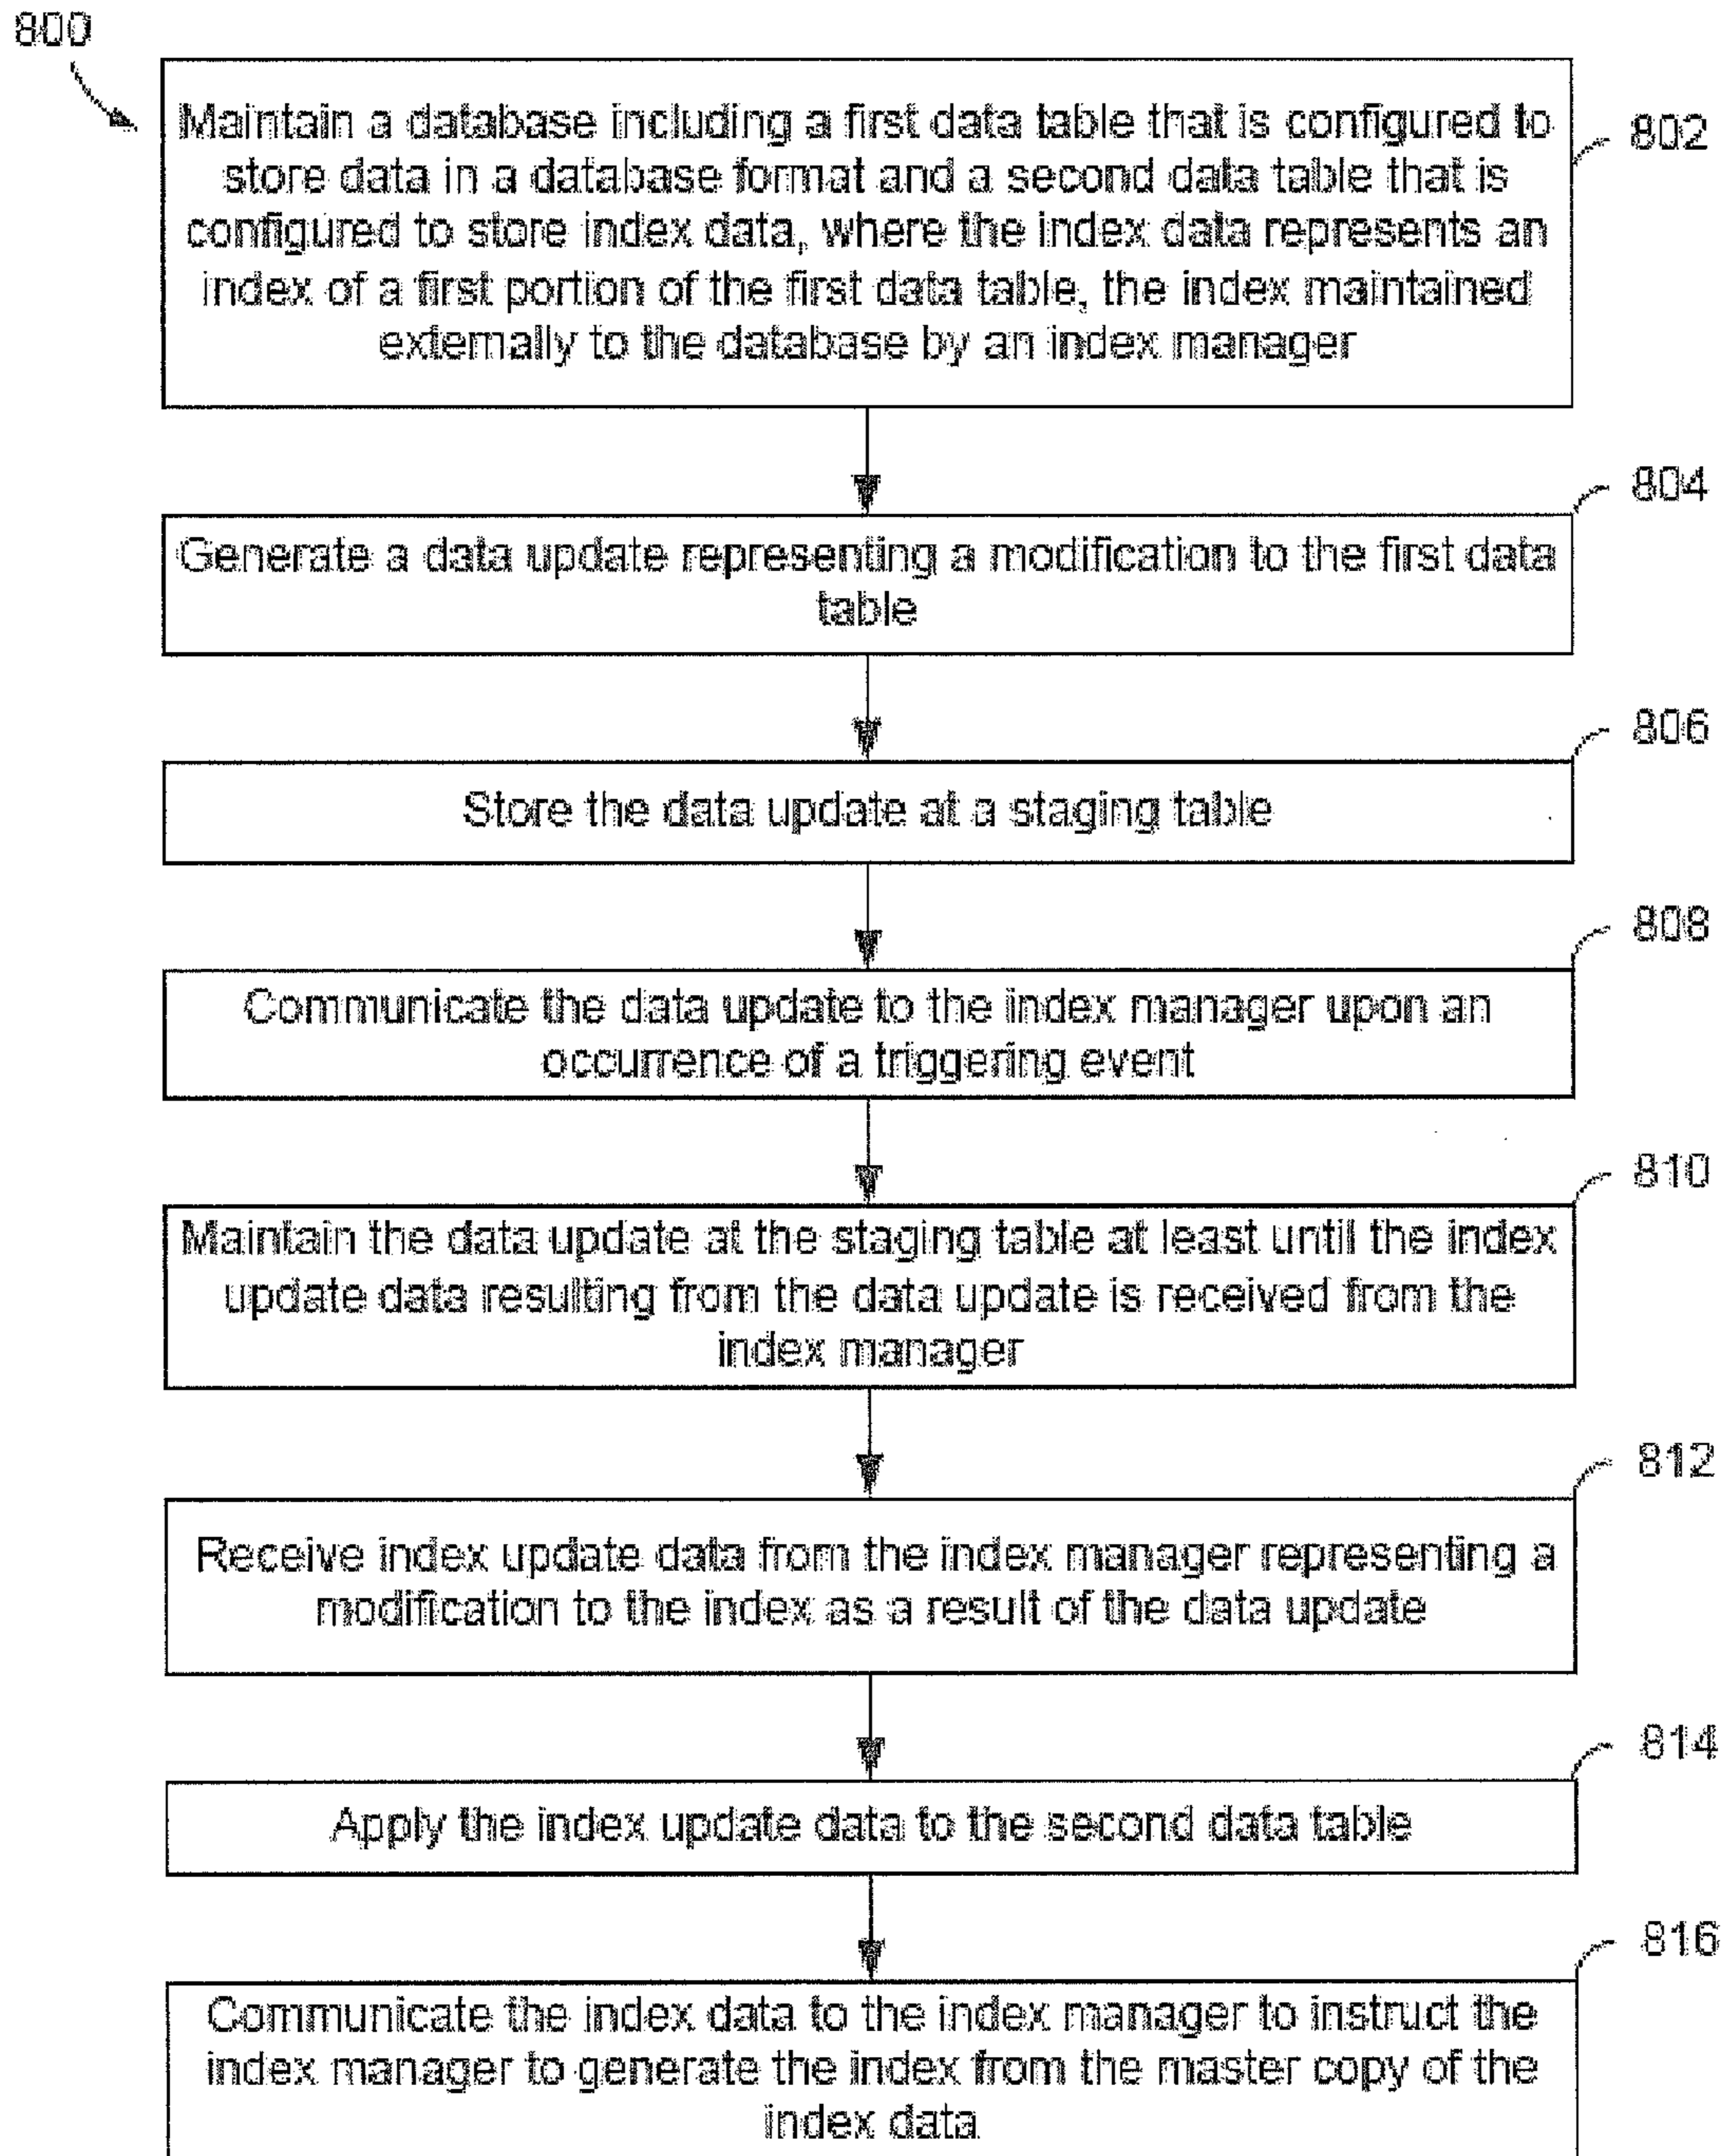 800
Maintain a database including a first data table that is configured to
802
store data in a database format and a second data table that is
configured to store index data, where the index data represents an
index of a first portion of the first data table, the index maintained
externally to the database by an index manager
804
Generate a data update representing a modification to the first data
table
806
Store the data update at a staging table
808
Communicate the data update to the index manager upon an
occurrence of a triggering event
810
Maintain the data update at the staging table at least until the index
update data resulting from the data update is received from the
index manager
812
Receive index update data from the index manager representing a
modification to the index as a result of the data update
814
Apply the index update data to the second data table
816
Communicate the index data to the index manager to instruct the
index manager to generate the index from the master copy of the
index data